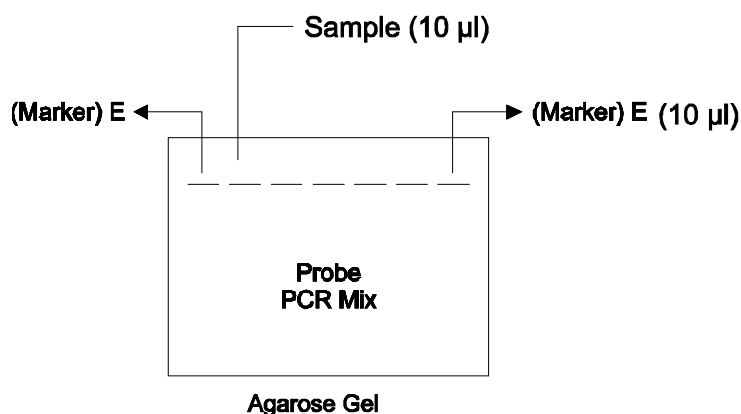 Sample (10 µl)
(Marker) E
(Marker) E (10 µl)
Probe
PCR Mix
Agarose Gel